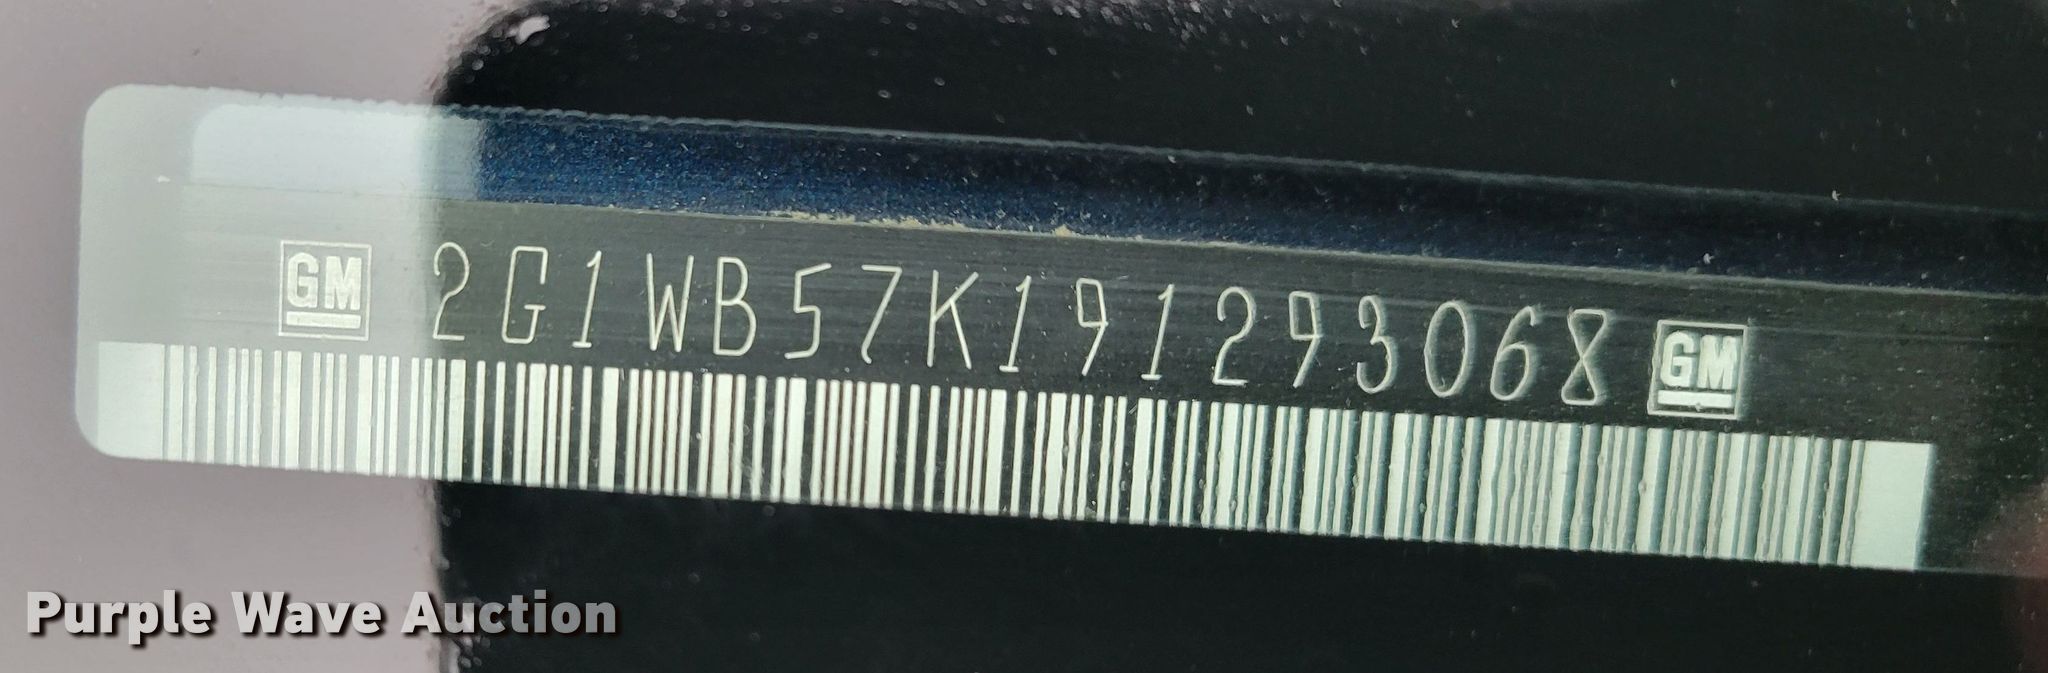 GM 2G1WB57K191293068 GM
Purple Wave Auction